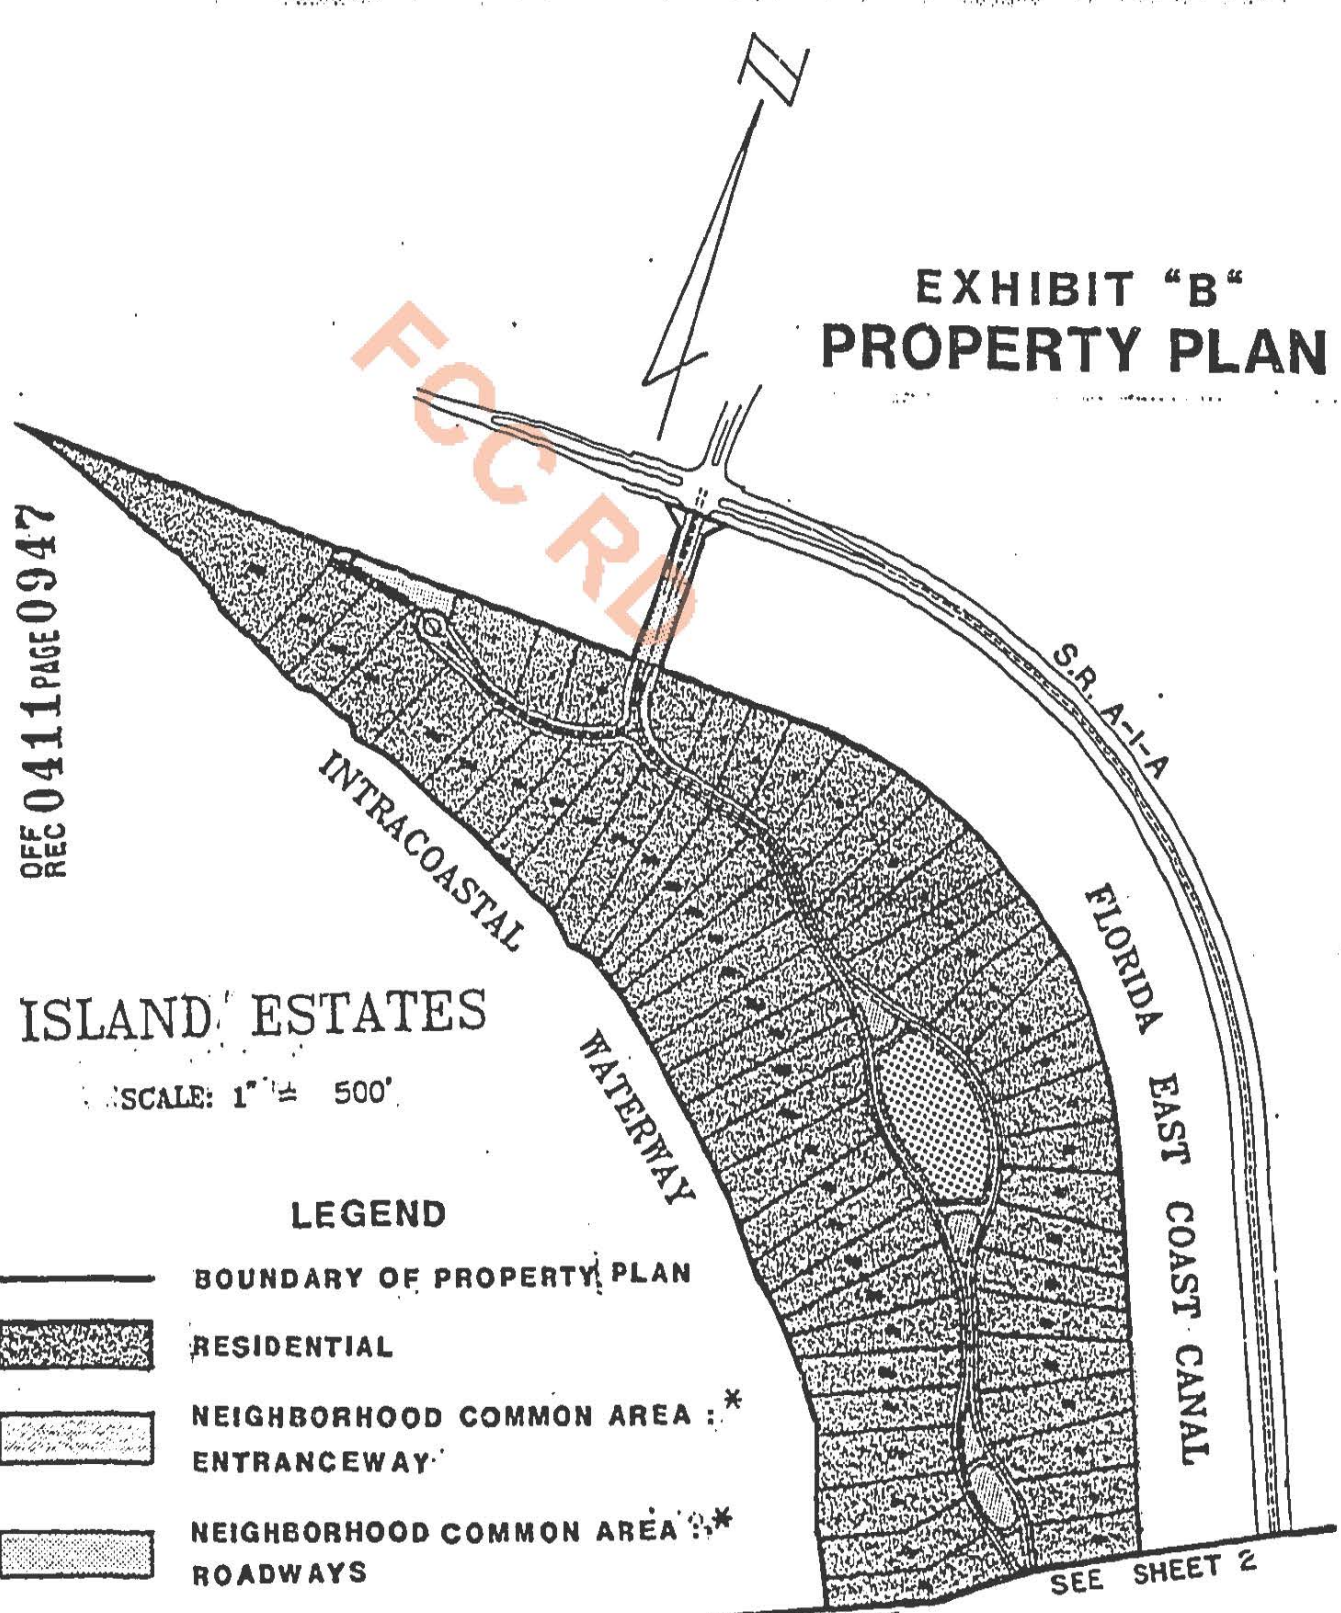 N
EXHIBIT “B“
PROPERTY PLAN
FCC RD
OFF
REC 0411 PAGE 0947
S.R. A-1-A
INTRACOASTAL
WATERWAY
FLORIDA EAST COAST CANAL
ISLAND ESTATES
SCALE: 1" = 500'
LEGEND
BOUNDARY OF PROPERTY PLAN
RESIDENTIAL
NEIGHBORHOOD COMMON AREA : *
ENTRANCEWAY
NEIGHBORHOOD COMMON AREA : *
ROADWAYS
SEE SHEET 2